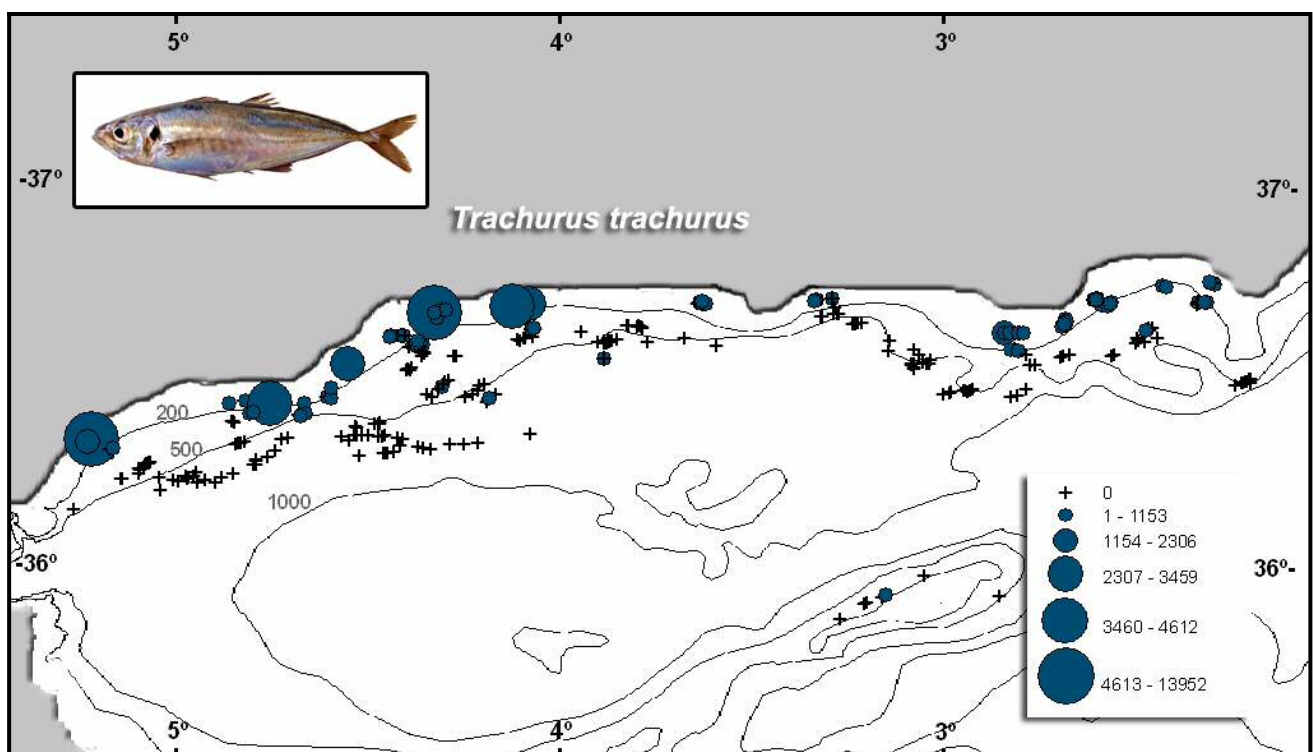 5º 4º 3º
-37º 37º-
Trachurus trachurus
200
500
1000
-36º 36º-
0
1 - 1153
1154 - 2306
2307 - 3459
3460 - 4612
4613 - 13952
5º 4º 3º